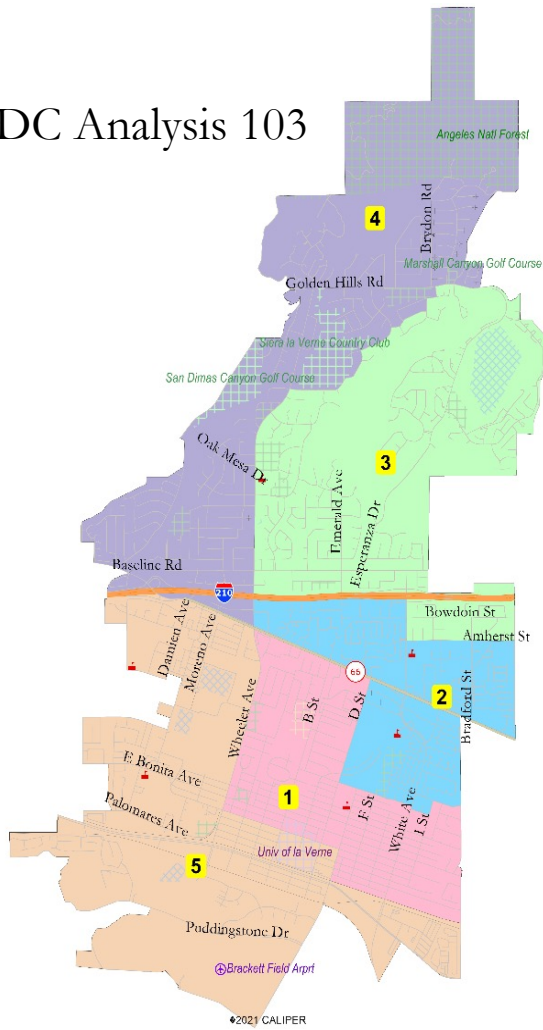 DC Analysis 103
Angeles Natl Forest
4
Brydon Rd
Marshall Canyon Golf Course
Golden Hills Rd
Siera la Verne Country Club
San Dimas Canyon Golf Course
Oak Mesa Dr
3
Emerald Ave
Esperanza Dr
Baseline Rd
210
Bowdoin St
Amherst St
Damien Ave
Moreno Ave
Wheeler Ave
B St
66
D St
2
Bradford St
E Bonita Ave
1
Palomares Ave
F St
White Ave
I St
Univ of la Verne
5
Puddingstone Dr
Brackett Field Arprt
©2021 CALIPER